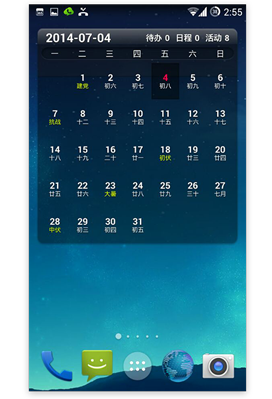 2:55
2014-07-04 待办 0 日程 0 活动 8
一 二 三 四 五 六 日
1 2 3 4 5 6
建党 初六 初七 初八 初九 初十
7 8 9 10 11 12 13
抗战 十二 十三 十四 十五 十六 十七
14 15 16 17 18 19 20
十八 十九 二十 廿一 初伏 廿三 廿四
21 22 23 24 25 26 27
廿五 廿六 大暑 廿八 廿九 三十 七月
28 29 30 31
中伏 初三 初四 初五